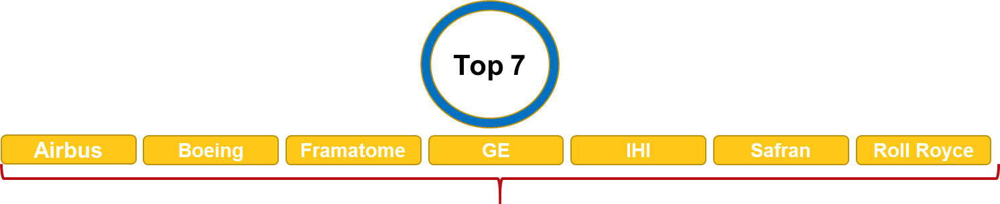 Top 7
Airbus
Boeing
Framatome
GE
IHI
Safran
Roll Royce